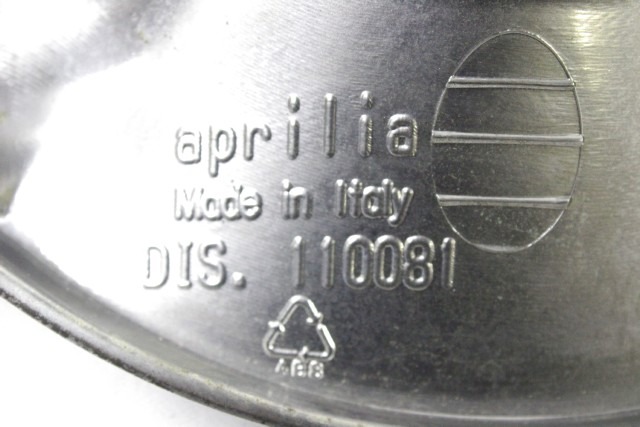 aprilia
Made in Italy
DIS. 110081
ABS